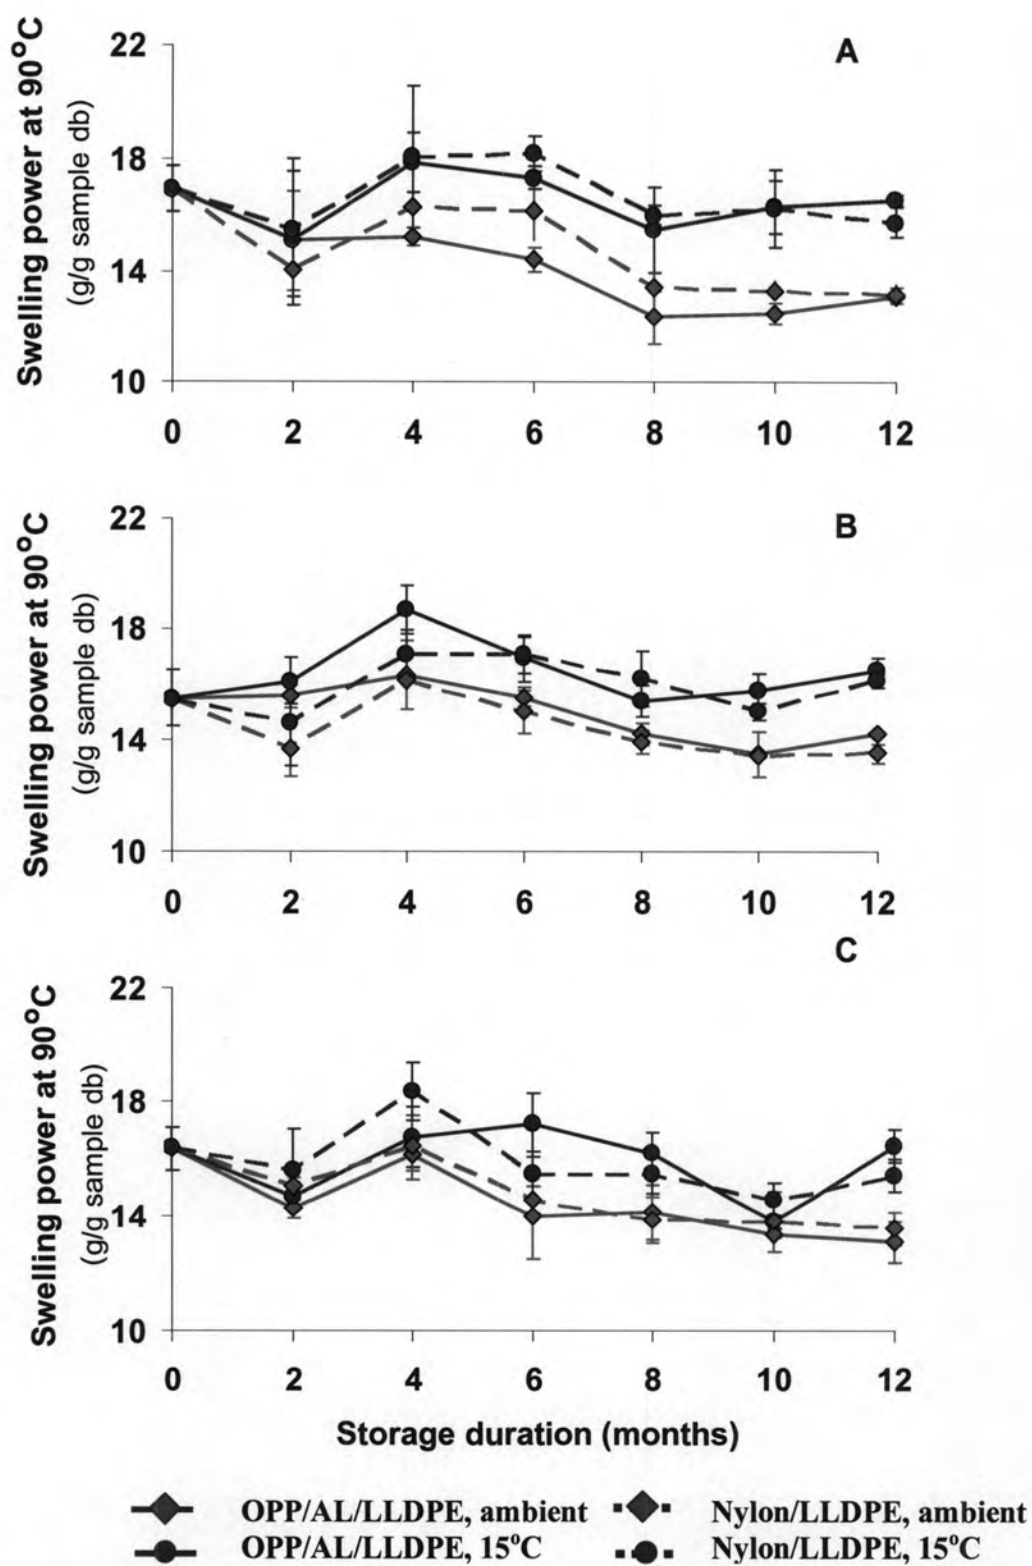 A
Swelling power at 90°C
(g/g sample db)
22
18
14
10
0 2 4 6 8 10 12
B
Swelling power at 90°C
(g/g sample db)
22
18
14
10
0 2 4 6 8 10 12
C
Swelling power at 90°C
(g/g sample db)
22
18
14
10
0 2 4 6 8 10 12
Storage duration (months)
OPP/AL/LLDPE, ambient Nylon/LLDPE, ambient
OPP/AL/LLDPE, 15°C Nylon/LLDPE, 15°C